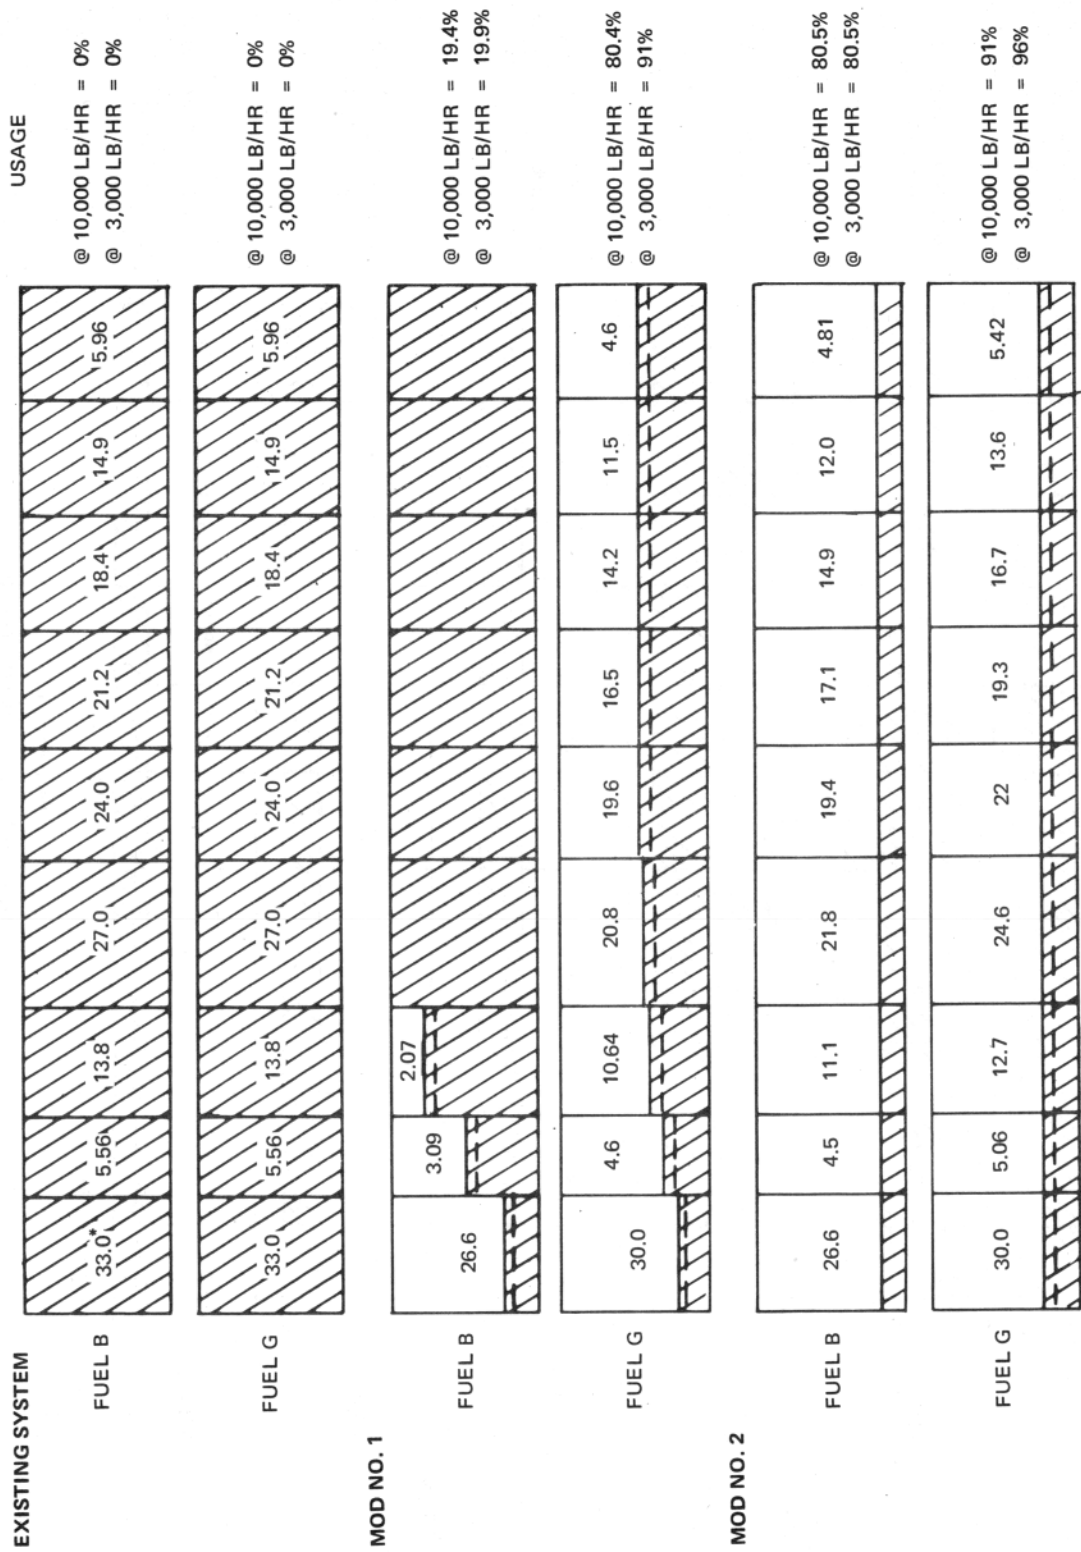 EXISTING SYSTEM USAGE
FUEL B 33.0* 5.56 13.8 27.0 24.0 21.2 18.4 14.9 5.96 @ 10,000 LB/HR = 0%
@ 3,000 LB/HR = 0%
FUEL G 33.0 5.56 13.8 27.0 24.0 21.2 18.4 14.9 5.96 @ 10,000 LB/HR = 0%
@ 3,000 LB/HR = 0%
MOD NO. 1
FUEL B 26.6 3.09 2.07 @ 10,000 LB/HR = 19.4%
@ 3,000 LB/HR = 19.9%
FUEL G 30.0 4.6 10.64 20.8 19.6 16.5 14.2 11.5 4.6 @ 10,000 LB/HR = 80.4%
@ 3,000 LB/HR = 91%
MOD NO. 2
FUEL B 26.6 4.5 11.1 21.8 19.4 17.1 14.9 12.0 4.81 @ 10,000 LB/HR = 80.5%
@ 3,000 LB/HR = 80.5%
FUEL G 30.0 5.06 12.7 24.6 22 19.3 16.7 13.6 5.42 @ 10,000 LB/HR = 91%
@ 3,000 LB/HR = 96%